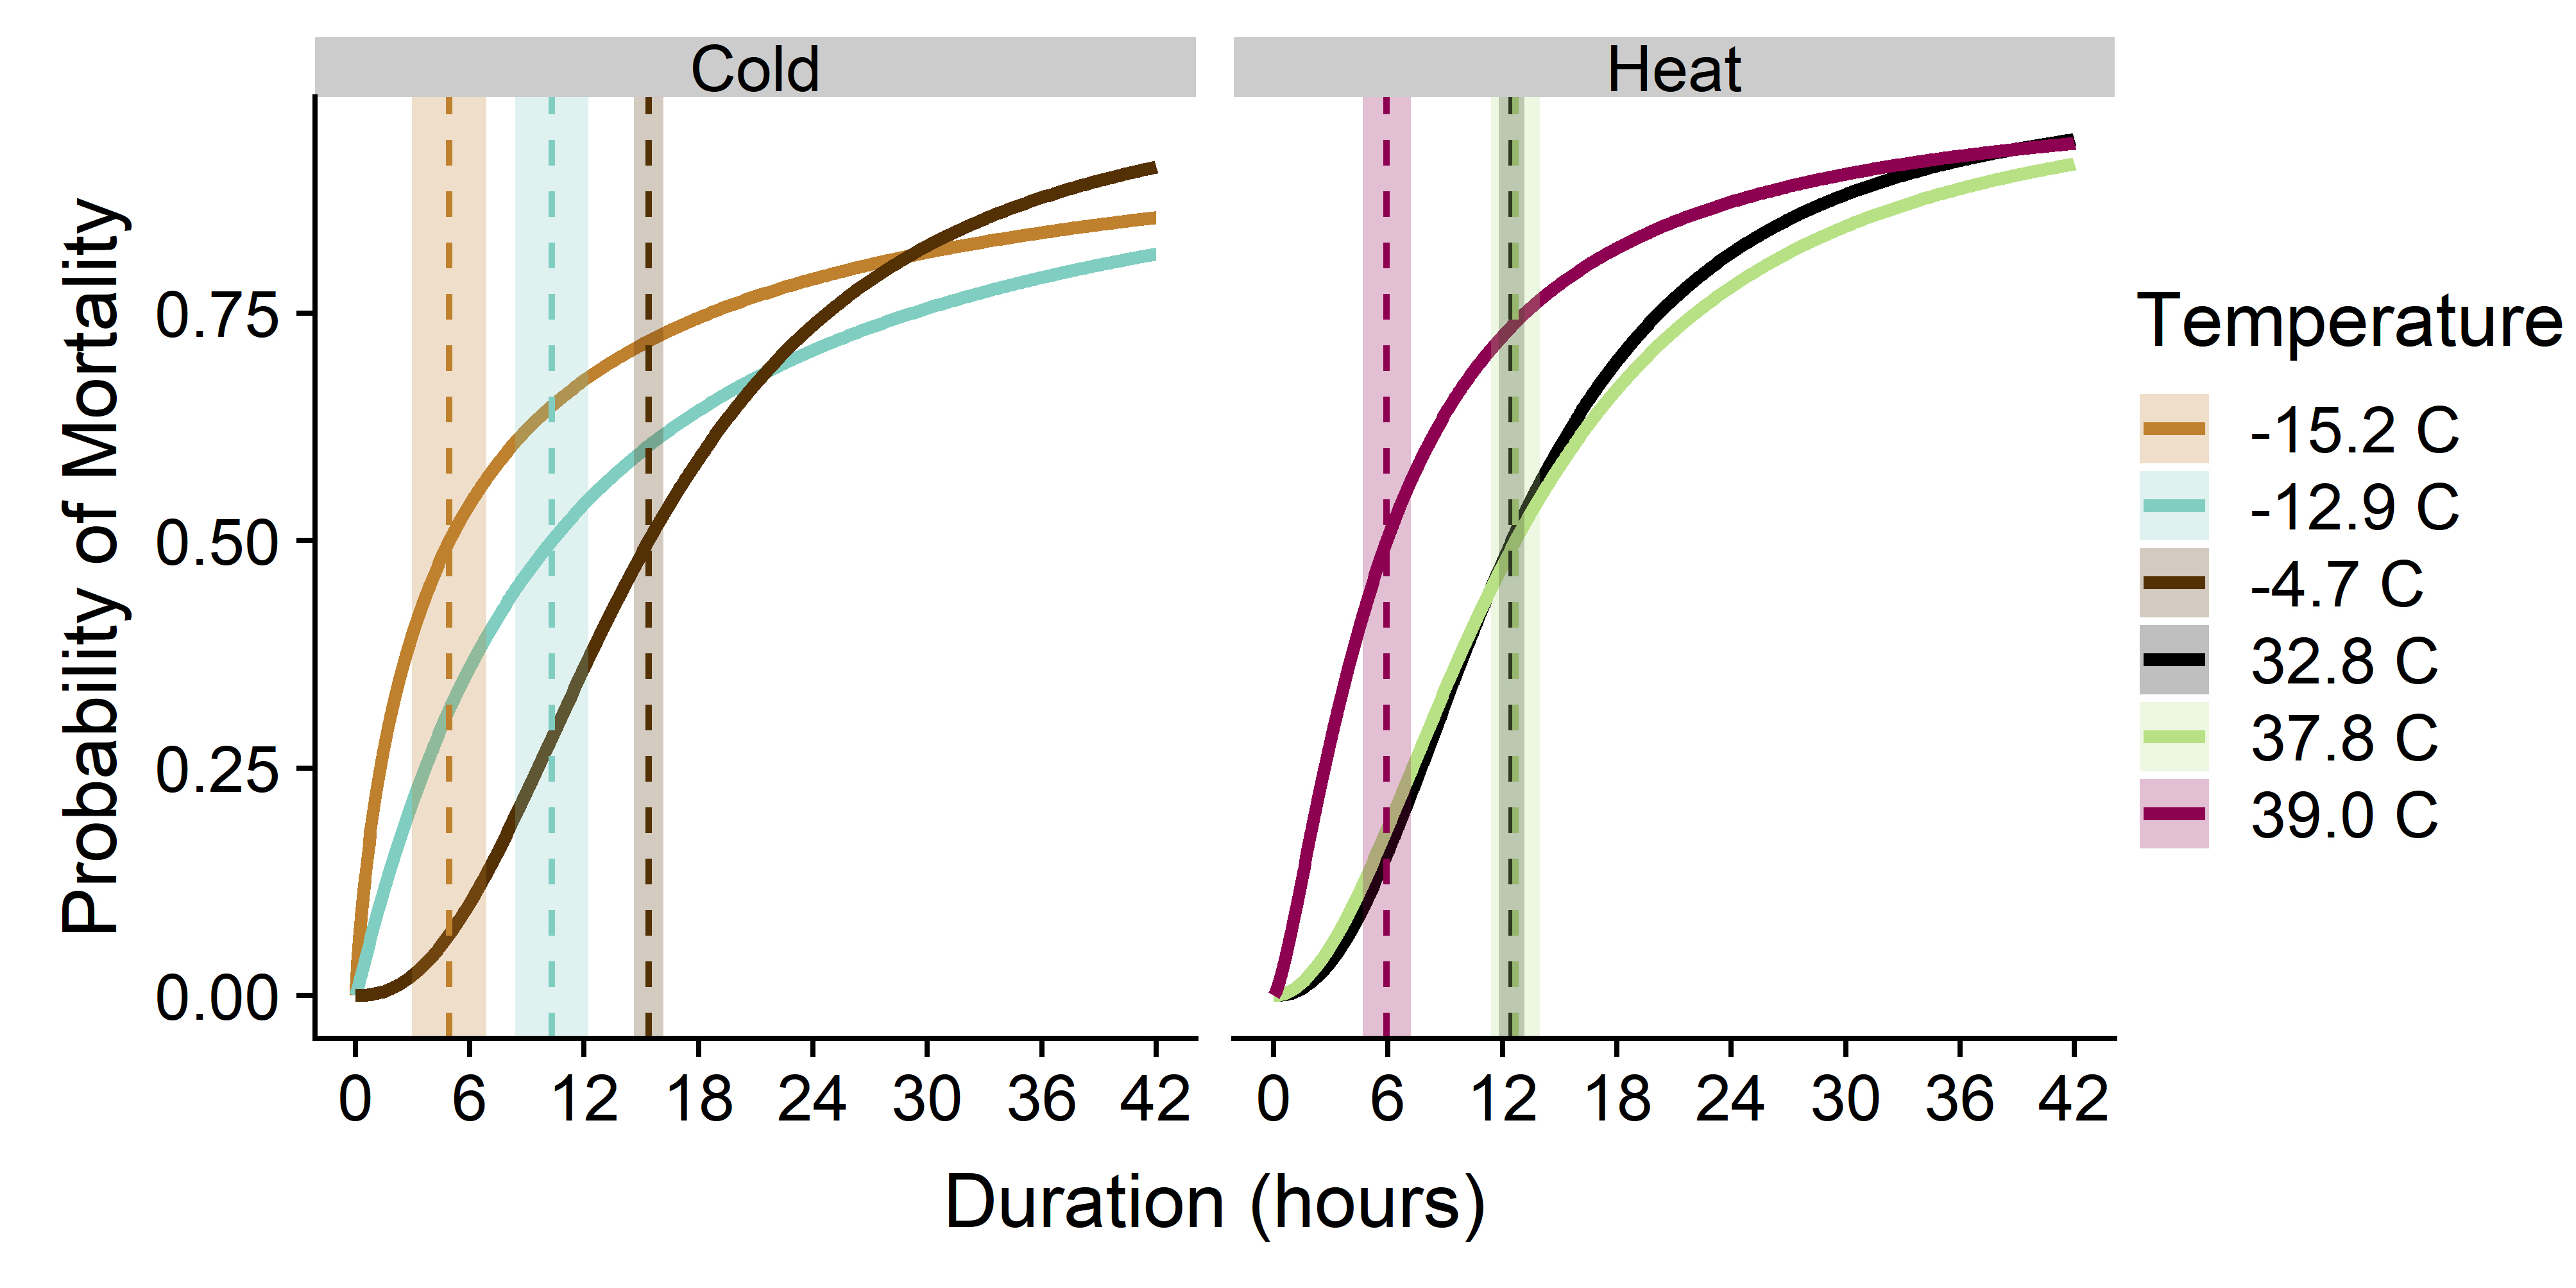 Cold
Heat
Probability of Mortality
0.75
0.50
0.25
0.00
0 6 12 18 24 30 36 42
0 6 12 18 24 30 36 42
Duration (hours)
Temperature
-15.2 C
-12.9 C
-4.7 C
32.8 C
37.8 C
39.0 C